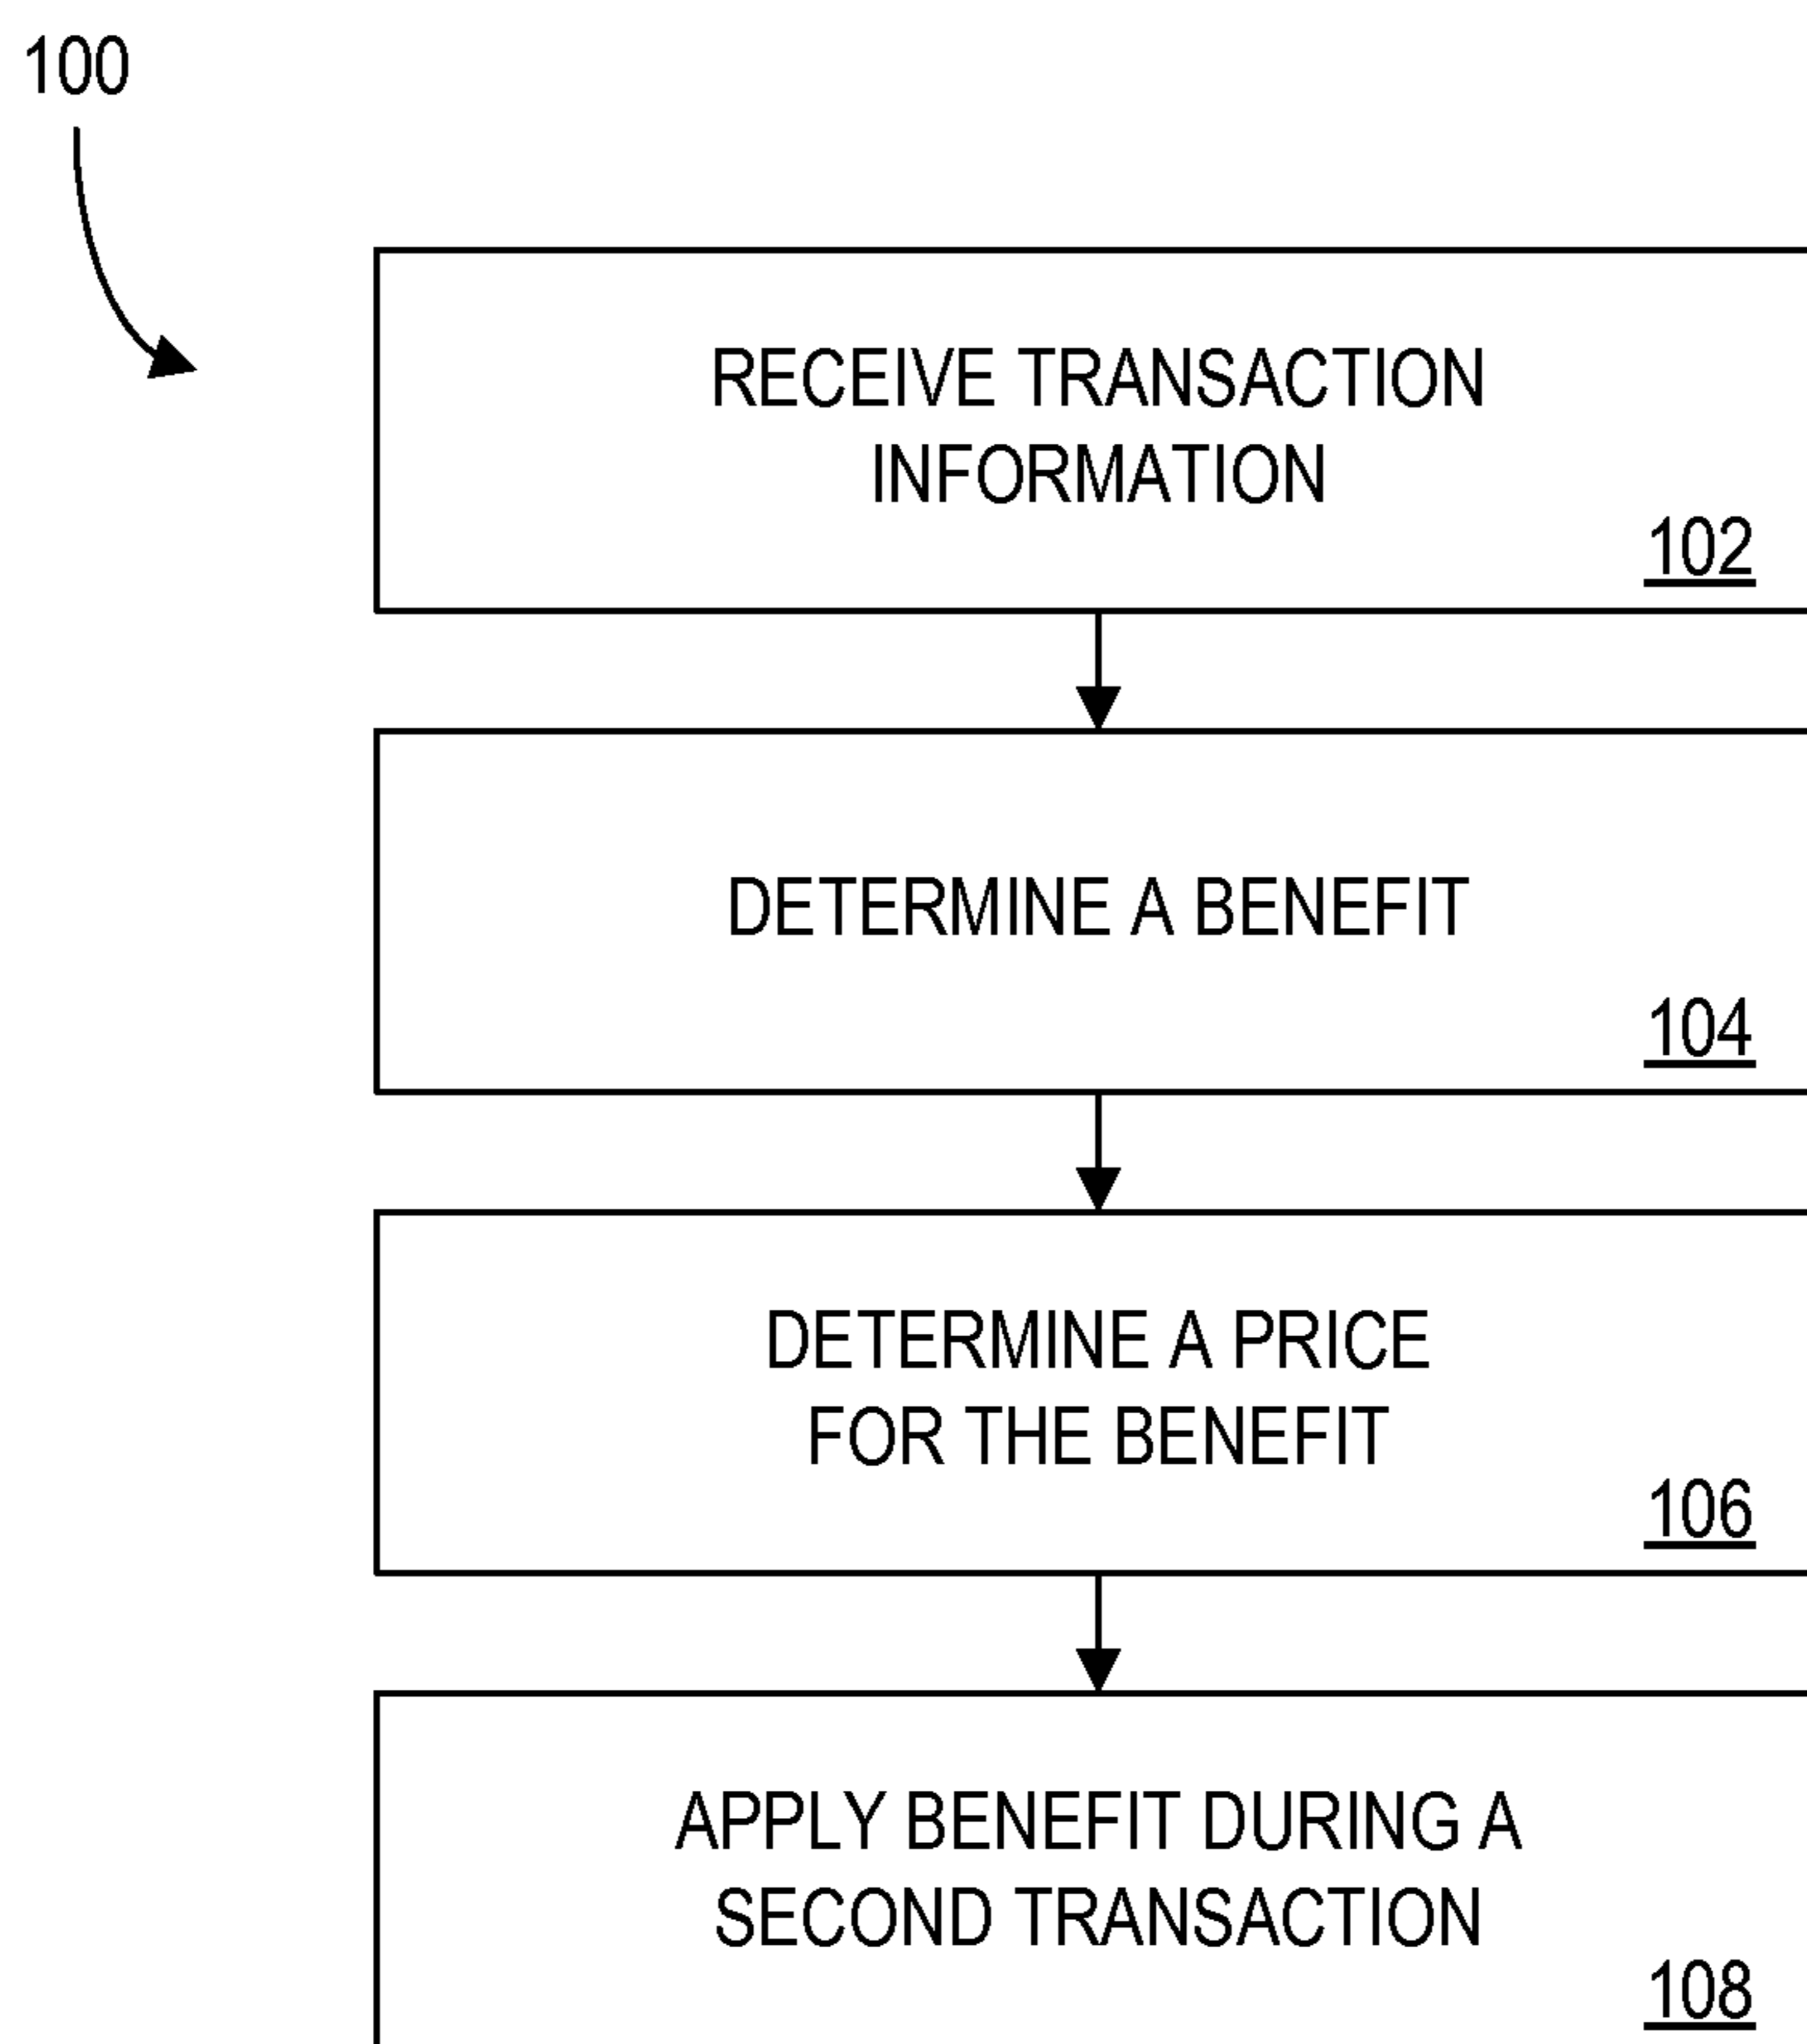 100
RECEIVE TRANSACTION
INFORMATION
102
DETERMINE A BENEFIT
104
DETERMINE A PRICE
FOR THE BENEFIT
106
APPLY BENEFIT DURING A
SECOND TRANSACTION
108